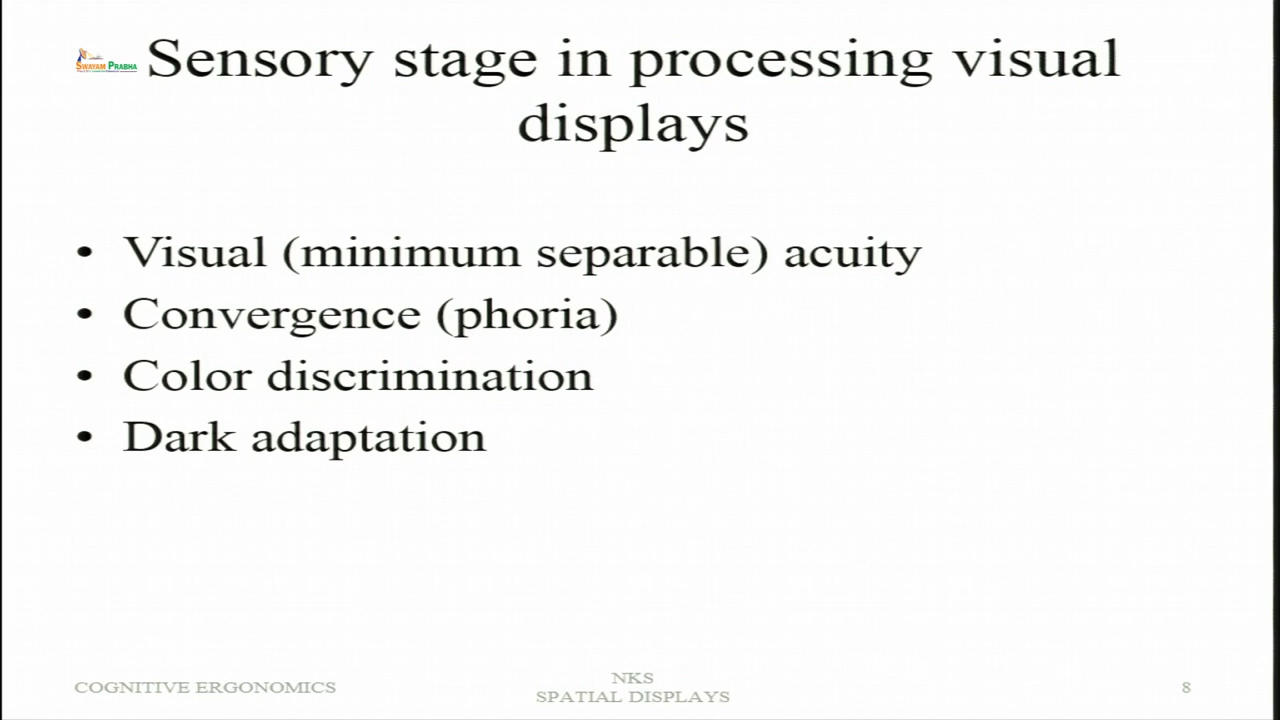 SWAYAM PRABHA
Sensory stage in processing visual
displays
• Visual (minimum separable) acuity
• Convergence (phoria)
• Color discrimination
• Dark adaptation
COGNITIVE ERGONOMICS
NKS
SPATIAL DISPLAYS
8